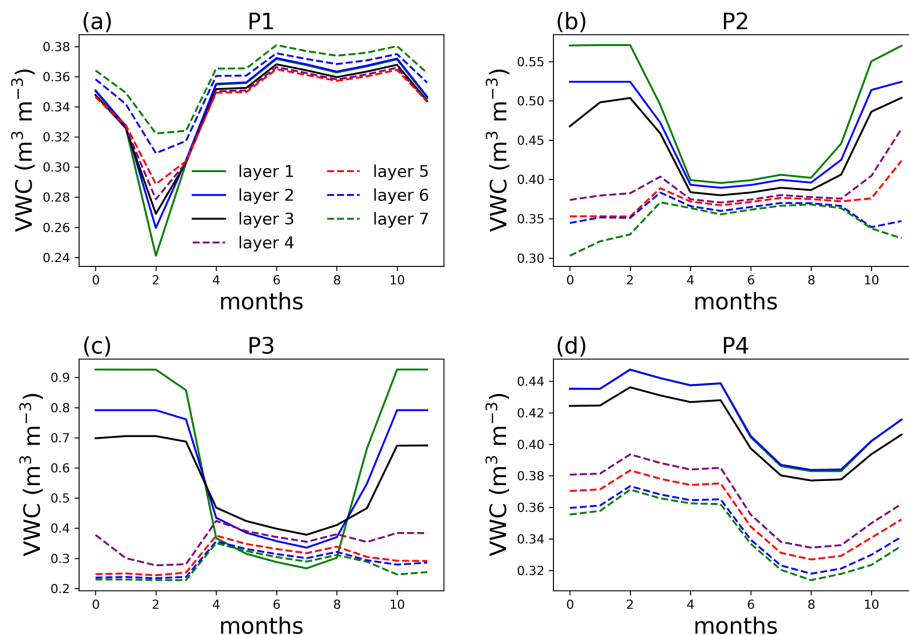 (a) P1
VWC (m³ m⁻³)
0.38
0.36
0.34
0.32
0.30
0.28
0.26
0.24
layer 1
layer 2
layer 3
layer 4
layer 5
layer 6
layer 7
0 2 4 6 8 10
months
(b) P2
VWC (m³ m⁻³)
0.55
0.50
0.45
0.40
0.35
0.30
0 2 4 6 8 10
months
(c) P3
VWC (m³ m⁻³)
0.9
0.8
0.7
0.6
0.5
0.4
0.3
0.2
0 2 4 6 8 10
months
(d) P4
VWC (m³ m⁻³)
0.44
0.42
0.40
0.38
0.36
0.34
0.32
0 2 4 6 8 10
months